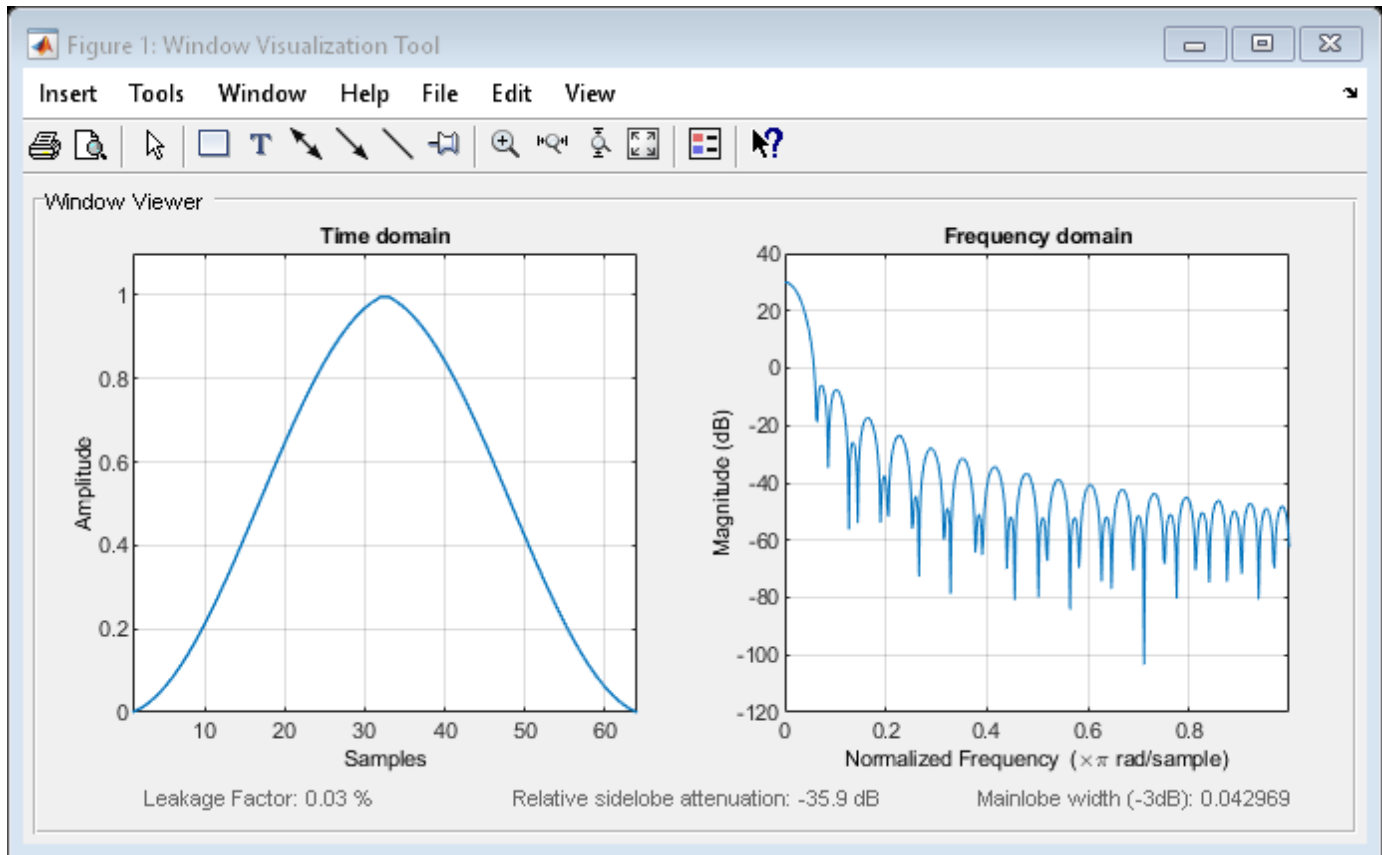 Figure 1: Window Visualization Tool
Insert Tools Window Help File Edit View
T
?
Window Viewer
Time domain
1
0.8
0.6
0.4
0.2
0
Amplitude
10 20 30 40 50 60
Samples
Frequency domain
40
20
0
-20
-40
-60
-80
-100
-120
Magnitude (dB)
0 0.2 0.4 0.6 0.8
Normalized Frequency (×π rad/sample)
Leakage Factor: 0.03 % Relative sidelobe attenuation: -35.9 dB Mainlobe width (-3dB): 0.042969